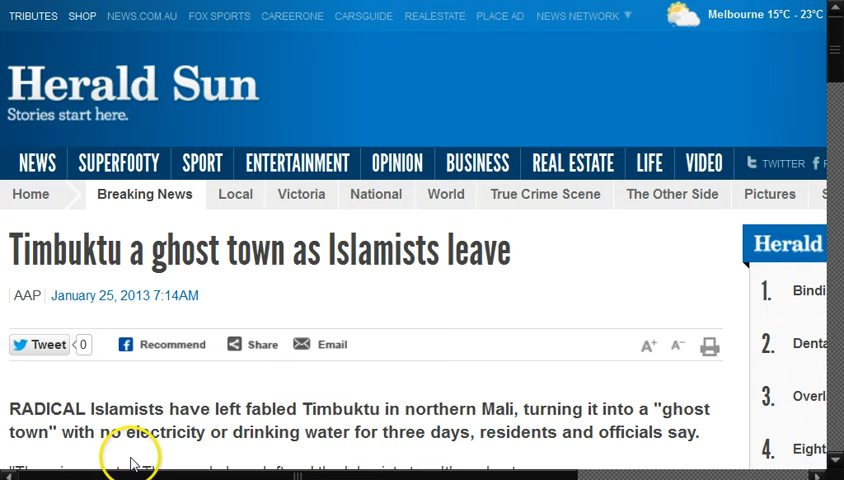 TRIBUTES SHOP NEWS.COM.AU FOX SPORTS CAREERONE CARSGUIDE REALESTATE PLACE AD NEWS NETWORK Melbourne 15°C - 23°C
Herald Sun
Stories start here.
NEWS SUPERFOOTY SPORT ENTERTAINMENT OPINION BUSINESS REAL ESTATE LIFE VIDEO TWITTER
Home Breaking News Local Victoria National World True Crime Scene The Other Side Pictures
Timbuktu a ghost town as Islamists leave
Herald
AAP January 25, 2013 7:14AM
1. Bindi
Tweet 0 Recommend Share Email A+ A-
2. Denta
3. Overl
RADICAL Islamists have left fabled Timbuktu in northern Mali, turning it into a "ghost
town" with no electricity or drinking water for three days, residents and officials say.
4. Eight